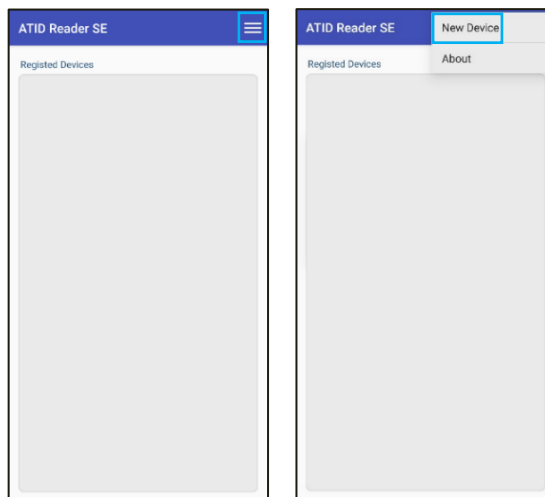 ATID Reader SE
Registed Devices
ATID Reader SE
New Device
About
Registed Devices